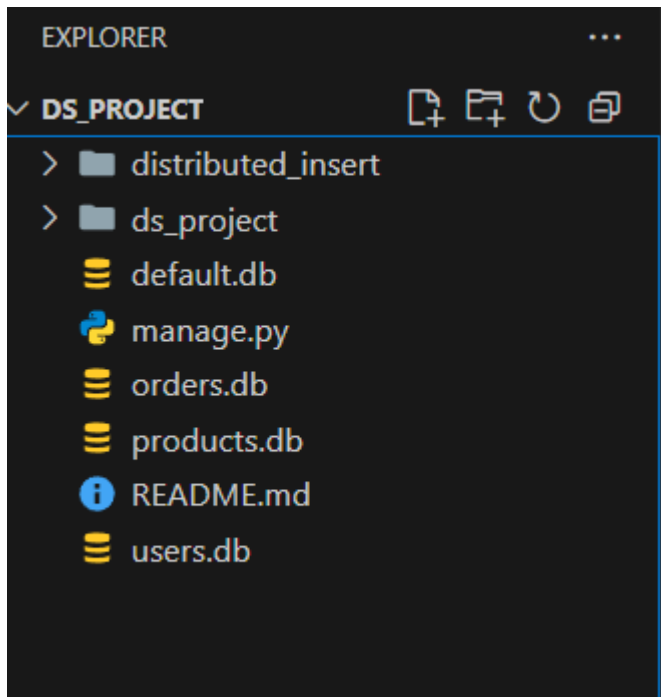 EXPLORER
DS_PROJECT
distributed_insert
ds_project
default.db
manage.py
orders.db
products.db
README.md
users.db